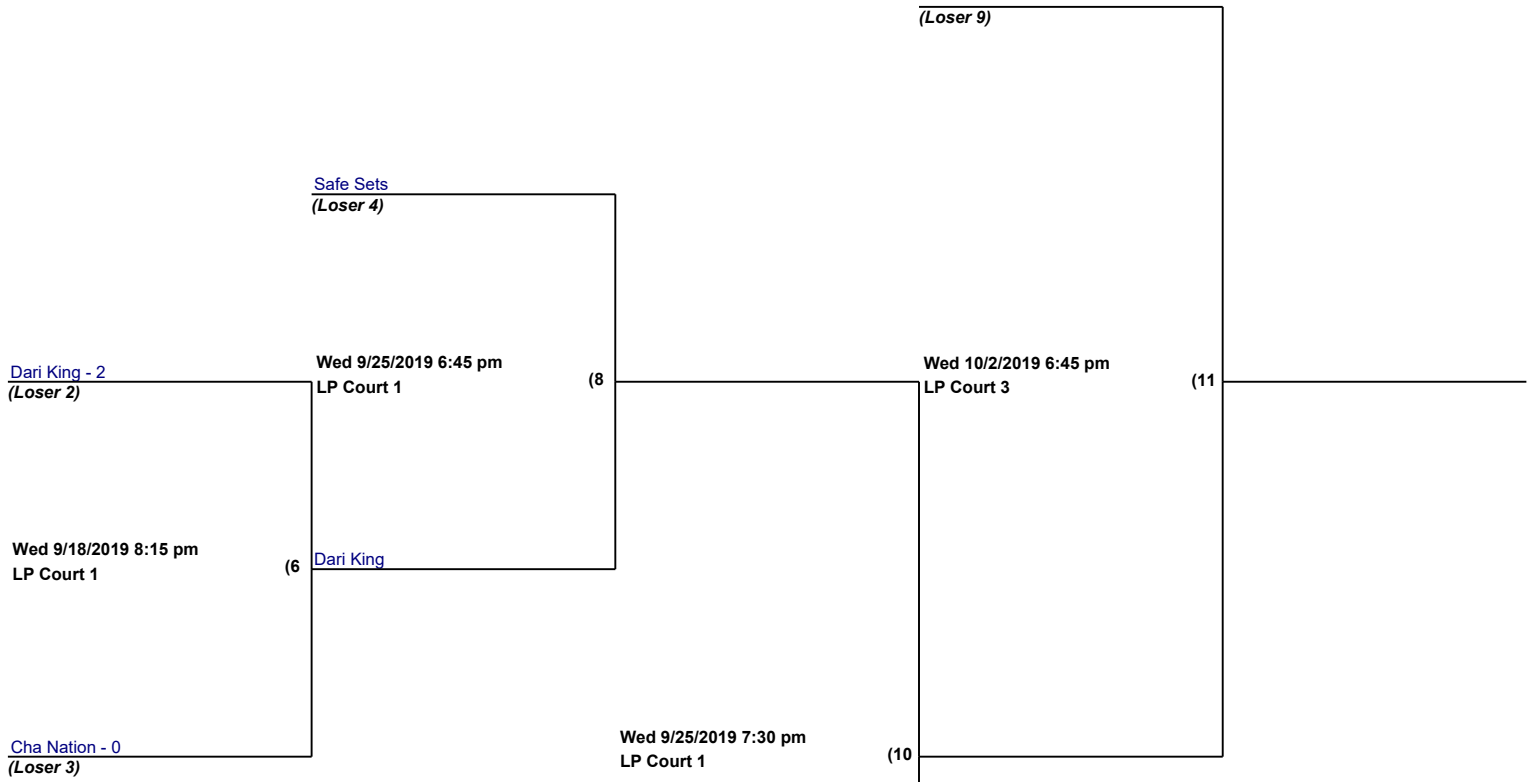 (Loser 9)
Safe Sets
(Loser 4)
Dari King - 2
(Loser 2)
Wed 9/25/2019 6:45 pm
LP Court 1
(8
Wed 10/2/2019 6:45 pm
LP Court 3
(11
Wed 9/18/2019 8:15 pm
LP Court 1
(6
Dari King
Cha Nation - 0
(Loser 3)
Wed 9/25/2019 7:30 pm
LP Court 1
(10